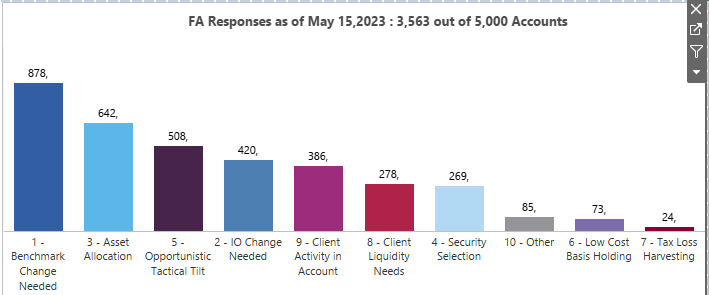 FA Responses as of May 15,2023 : 3,563 out of 5,000 Accounts
878,
642,
508,
420,
386,
278,
269,
85,
73,
24,
1 -
Benchmark
Change
Needed
3 - Asset
Allocation
5 -
Opportunistic
Tactical Tilt
2 - IO Change
Needed
9 - Client
Activity in
Account
8 - Client
Liquidity
Needs
4 - Security
Selection
10 - Other
6 - Low Cost
Basis Holding
7 - Tax Loss
Harvesting